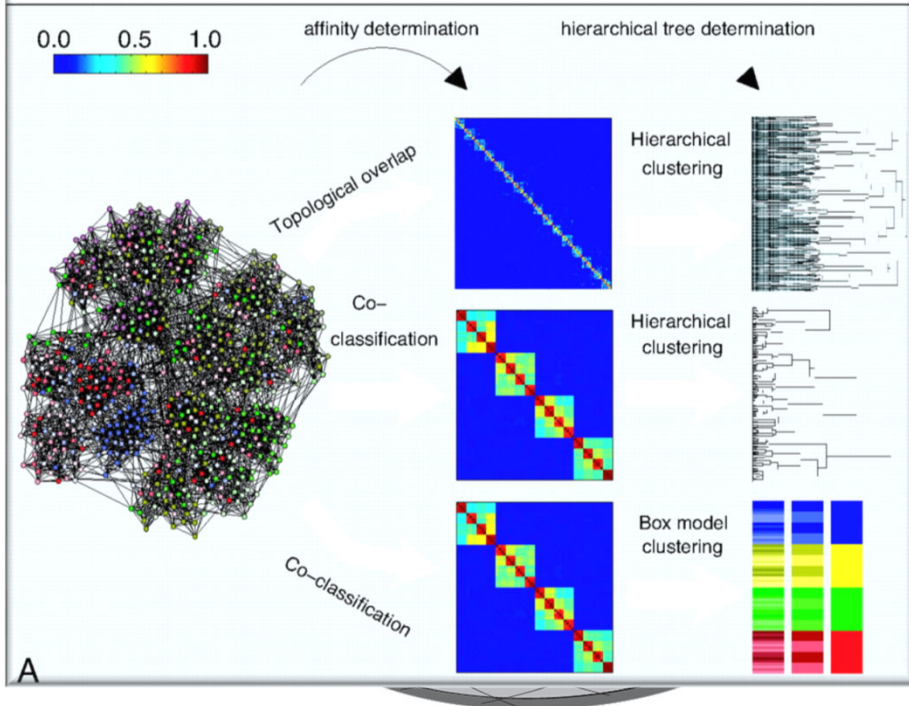 affinity determination
hierarchical tree determination
0.0 0.5 1.0
Topological overlap
Hierarchical
clustering
Co–
classification
Hierarchical
clustering
Co–classification
Box model
clustering
A